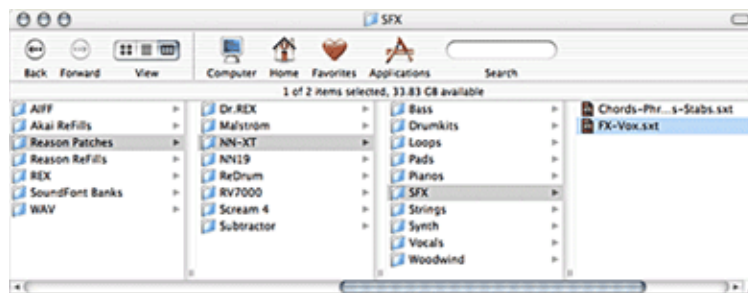 SFX
Back Forward View Computer Home Favorites Applications Search
1 of 2 items selected, 33.83 GB available
AIFF
Akai ReFills
Reason Patches
Reason ReFills
REX
SoundFont Banks
WAV
Dr.REX
Malström
NN-XT
NN19
ReDrum
RV7000
Scream 4
Subtractor
Bass
Drumkits
Loops
Pads
Pianos
SFX
Strings
Synth
Vocals
Woodwind
Chords-Phr...s-Stabs.sxt
FX-Vox.sxt